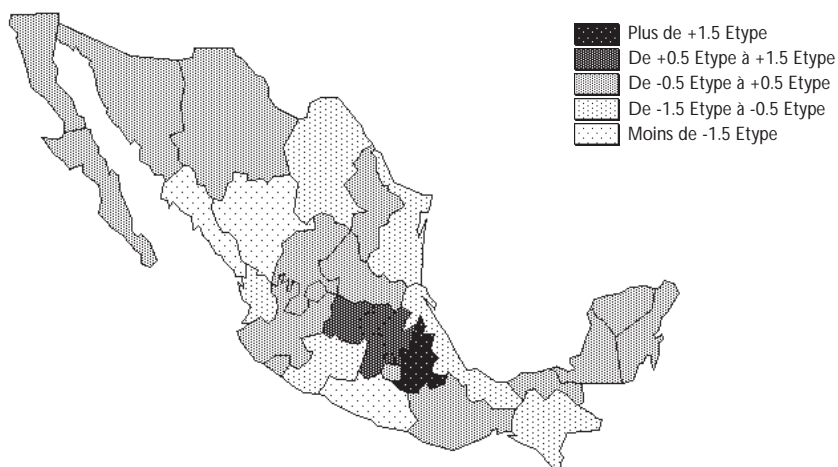 Plus de +1.5 Etype
De +0.5 Etype à +1.5 Etype
De -0.5 Etype à +0.5 Etype
De -1.5 Etype à -0.5 Etype
Moins de -1.5 Etype